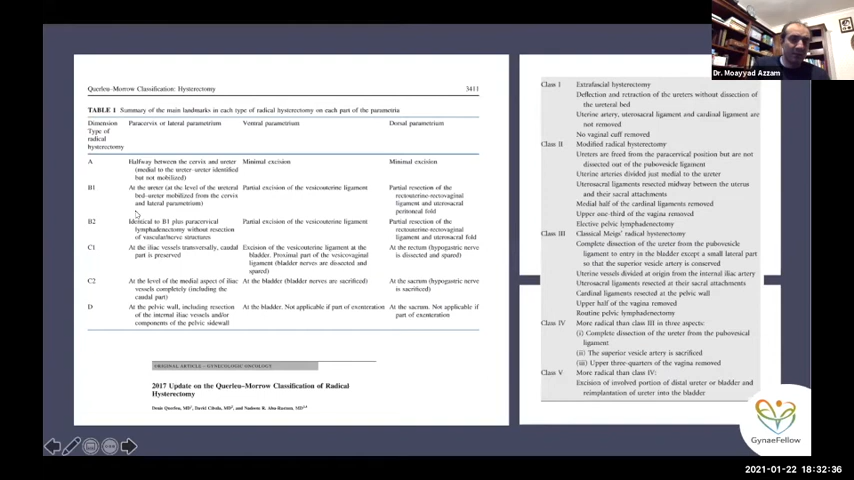 Querleu–Morrow Classification: Hysterectomy
3411
TABLE 1 Summary of the main landmarks in each type of radical hysterectomy on each part of the parametria
Dimension
Type of
radical
hysterectomy
Paracervix or lateral parametrium
Ventral parametrium
Dorsal parametrium
A
Halfway between the cervix and ureter
(medial to the ureter–ureter identified
but not mobilized)
Minimal excision
Minimal excision
B1
At the ureter (at the level of the ureteral
bed–ureter mobilized from the cervix
and lateral parametrium)
Partial excision of the vesicouterine ligament
Partial resection of the
rectouterine-rectovaginal
ligament and uterosacral
peritoneal fold
B2
Identical to B1 plus paracervical
lymphadenectomy without resection
of vascular/nerve structures
Partial excision of the vesicouterine ligament
Partial resection of the
rectouterine-rectovaginal
ligament and uterosacral fold
C1
At the iliac vessels transversally, caudal
part is preserved
Excision of the vesicouterine ligament at the
bladder. Proximal part of the vesicovaginal
ligament (bladder nerves are dissected and
spared)
At the rectum (hypogastric nerve
is dissected and spared)
C2
At the level of the medial aspect of iliac
vessels completely (including the
caudal part)
At the bladder (bladder nerves are sacrificed)
At the sacrum (hypogastric nerve
is sacrificed)
D
At the pelvic wall, including resection
of the internal iliac vessels and/or
components of the pelvic sidewall
At the bladder. Not applicable if part of exenteration
At the sacrum. Not applicable if
part of exenteration
ORIGINAL ARTICLE – GYNECOLOGIC ONCOLOGY
2017 Update on the Querleu–Morrow Classification of Radical
Hysterectomy
Denis Querleu, MD1, David Cibula, MD2, and Nadeem R. Abu-Rustum, MD3,4
Class I Extrafascial hysterectomy
Deflection and retraction of the ureters without dissection of
the ureteral bed
Uterine artery, uterosacral ligament and cardinal ligament are
not removed
No vaginal cuff removed
Class II Modified radical hysterectomy
Ureters are freed from the paracervical position but are not
dissected out of the pubovesicle ligament
Uterine arteries divided just medial to the ureter
Uterosacral ligaments resected midway between the uterus
and their sacral attachments
Medial half of the cardinal ligaments removed
Upper one-third of the vagina removed
Elective pelvic lymphadenectomy
Class III Classical Meigs' radical hysterectomy
Complete dissection of the ureter from the pubovesicle
ligament to entry in the bladder except a small lateral part
so that the superior vesicle artery is conserved
Uterine vessels divided at origin from the internal iliac artery
Uterosacral ligaments resected at their sacral attachments
Cardinal ligaments resected at the pelvic wall
Upper half of the vagina removed
Routine pelvic lymphadenectomy
Class IV More radical than class III in three aspects:
(i) Complete dissection of the ureter from the pubovesical
ligament
(ii) The superior vesicle artery is sacrificed
(iii) Upper three-quarters of the vagina removed
Class V More radical than class IV:
Excision of involved portion of distal ureter or bladder and
reimplantation of ureter into the bladder
Dr. Moayyad Azzam
GynaeFellow
2021-01-22 18:32:36